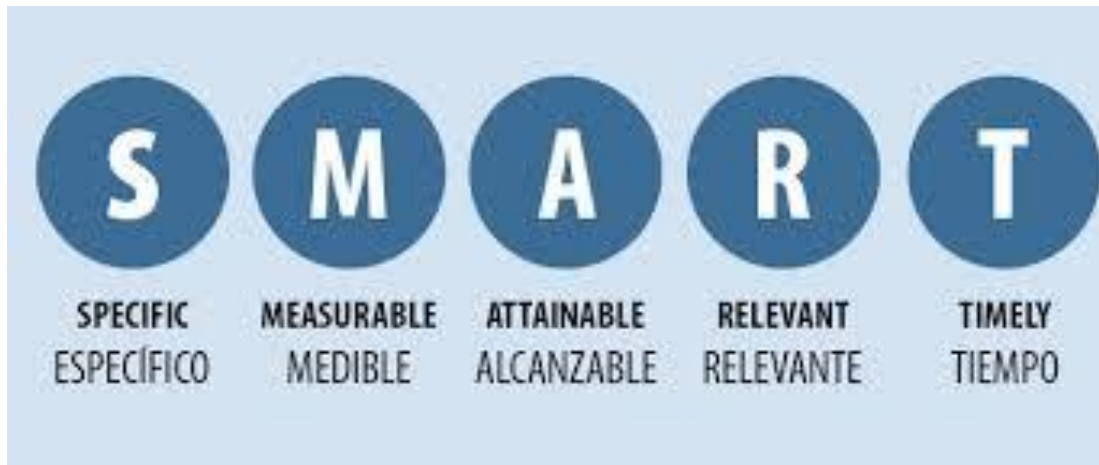 S M A R T
SPECIFIC MEASURABLE ATTAINABLE RELEVANT TIMELY
ESPECÍFICO MEDIBLE ALCANZABLE RELEVANTE TIEMPO